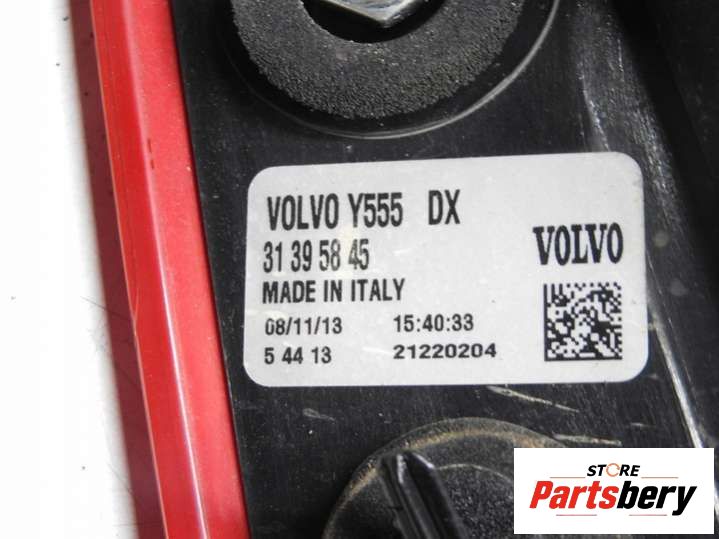 VOLVO Y555 DX
31 39 58 45
VOLVO
MADE IN ITALY
08/11/13 15:40:33
5 44 13 21220204
STORE
Partsbery